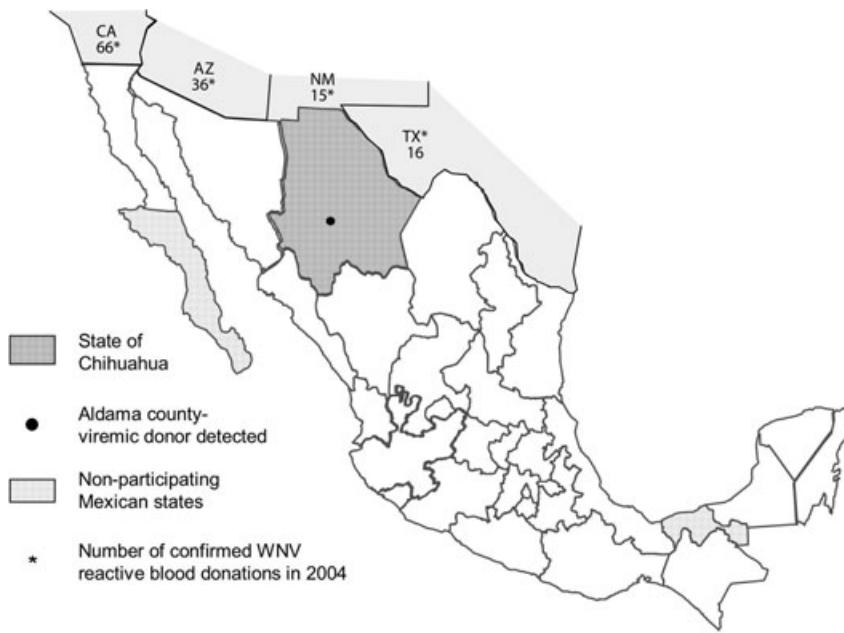 CA
66*
AZ
36*
NM
15*
TX*
16
State of
Chihuahua
Aldama county-
viremic donor detected
Non-participating
Mexican states
* Number of confirmed WNV
reactive blood donations in 2004